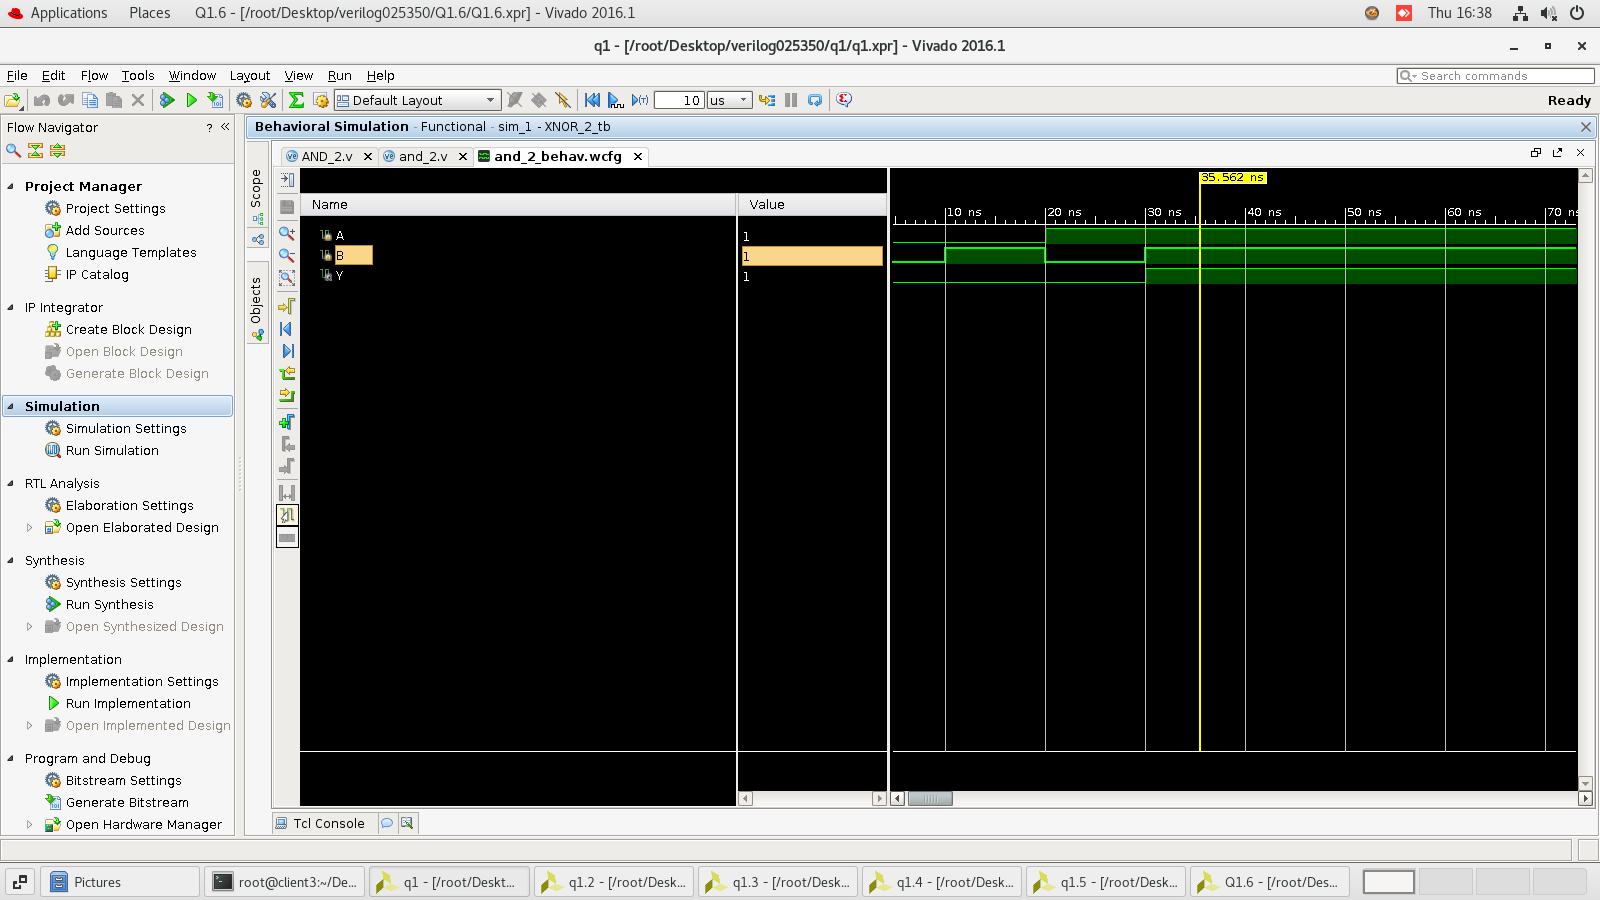 Applications Places Q1.6 - [/root/Desktop/verilog025350/Q1.6/Q1.6.xpr] - Vivado 2016.1 Thu 16:38
q1 - [/root/Desktop/verilog025350/q1/q1.xpr] - Vivado 2016.1
File Edit Flow Tools Window Layout View Run Help
Search commands
Default Layout 10 us Ready
Flow Navigator ? «
Behavioral Simulation - Functional - sim_1 - XNOR_2_tb
AND_2.v and_2.v and_2_behav.wcfg
Project Manager
Project Settings
Add Sources
Language Templates
IP Catalog
IP Integrator
Create Block Design
Open Block Design
Generate Block Design
Simulation
Simulation Settings
Run Simulation
RTL Analysis
Elaboration Settings
Open Elaborated Design
Synthesis
Synthesis Settings
Run Synthesis
Open Synthesized Design
Implementation
Implementation Settings
Run Implementation
Open Implemented Design
Program and Debug
Bitstream Settings
Generate Bitstream
Open Hardware Manager
Scope
Objects
Name Value
A 1
B 1
Y 1
35.562 ns
10 ns 20 ns 30 ns 40 ns 50 ns 60 ns 70 ns
Tcl Console
Pictures root@client3:~/De... q1 - [/root/Deskt... q1.2 - [/root/Desk... q1.3 - [/root/Desk... q1.4 - [/root/Desk... q1.5 - [/root/Desk... Q1.6 - [/root/Des...